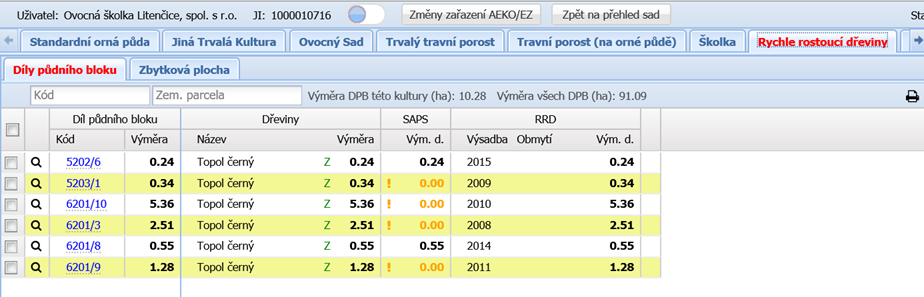 Uživatel: Ovocná školka Litenčice, spol. s r.o. JI: 1000010716 Změny zařazení AEKO/EZ Zpět na přehled sad
Standardní orná půda Jiná Trvalá Kultura Ovocný Sad Trvalý travní porost Travní porost (na orné půdě) Školka Rychle rostoucí dřeviny
Díly půdního bloku Zbytková plocha
Kód Zem. parcela Výměra DPB této kultury (ha): 10.28 Výměra všech DPB (ha): 91.09
Díl půdního bloku Dřeviny SAPS RRD
Kód Výměra Název Výměra Vým. d. Výsadba Obmytí Vým. d.
5202/6 0.24 Topol černý Z 0.24 0.24 2015 0.24
5203/1 0.34 Topol černý Z 0.34 ! 0.00 2009 0.34
6201/10 5.36 Topol černý Z 5.36 ! 0.00 2010 5.36
6201/3 2.51 Topol černý Z 2.51 ! 0.00 2008 2.51
6201/8 0.55 Topol černý Z 0.55 0.55 2014 0.55
6201/9 1.28 Topol černý Z 1.28 ! 0.00 2011 1.28